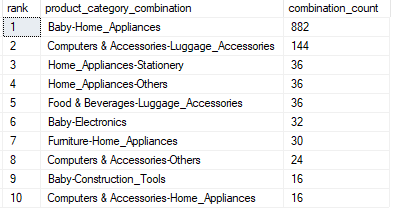 rank product_category_combination combination_count
1 Baby-Home_Appliances 882
2 Computers & Accessories-Luggage_Accessories 144
3 Home_Appliances-Stationery 36
4 Home_Appliances-Others 36
5 Food & Beverages-Luggage_Accessories 36
6 Baby-Electronics 32
7 Furniture-Home_Appliances 30
8 Computers & Accessories-Others 24
9 Baby-Construction_Tools 16
10 Computers & Accessories-Home_Appliances 16